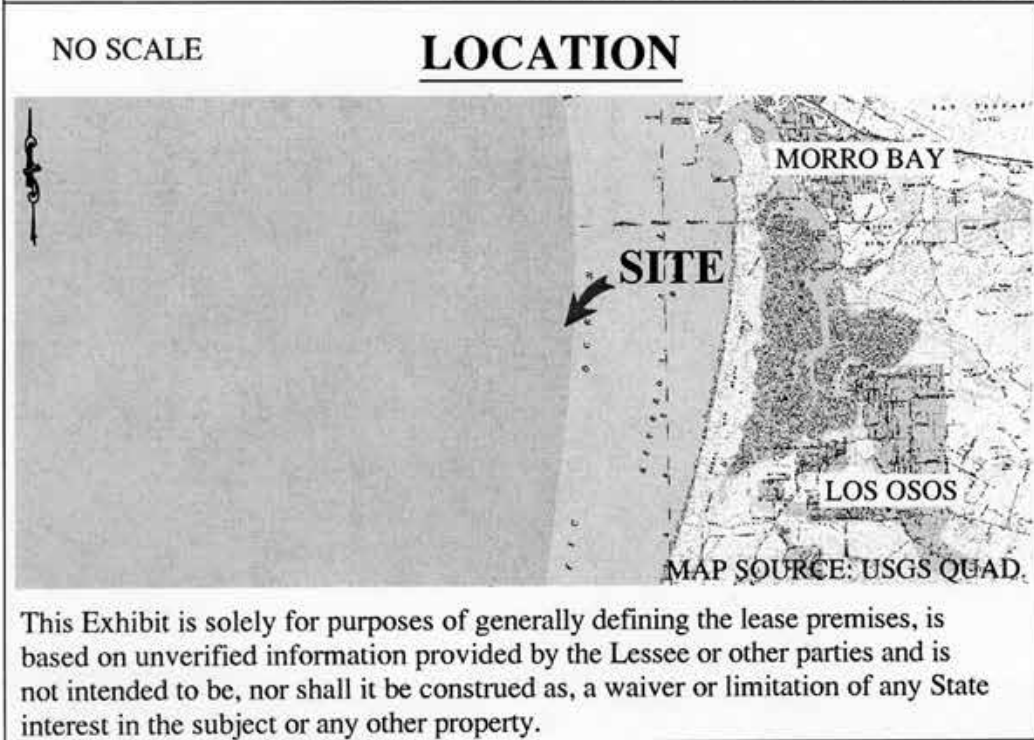 NO SCALE
LOCATION
MORRO BAY
SITE
LOS OSOS
MAP SOURCE: USGS QUAD.
This Exhibit is solely for purposes of generally defining the lease premises, is
based on unverified information provided by the Lessee or other parties and is
not intended to be, nor shall it be construed as, a waiver or limitation of any State
interest in the subject or any other property.